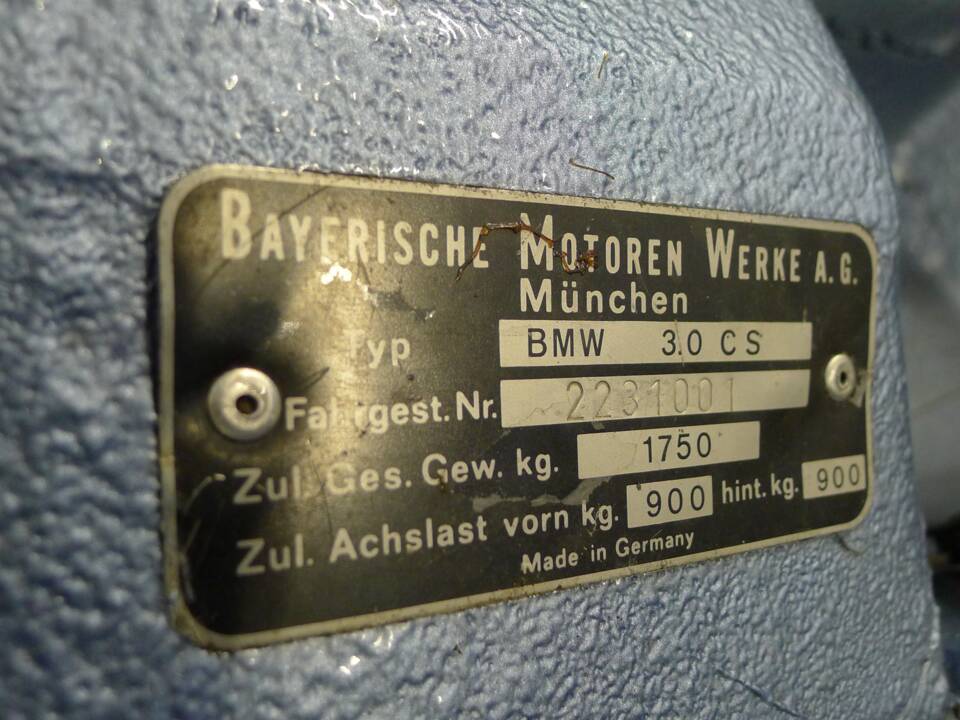 BAYERISCHE MOTOREN WERKE A.G.
München
Typ BMW 3.0 CS
Fahrgest. Nr. 2231001
Zul. Ges. Gew. kg. 1750
Zul. Achslast vorn kg. 900 hint. kg. 900
Made in Germany